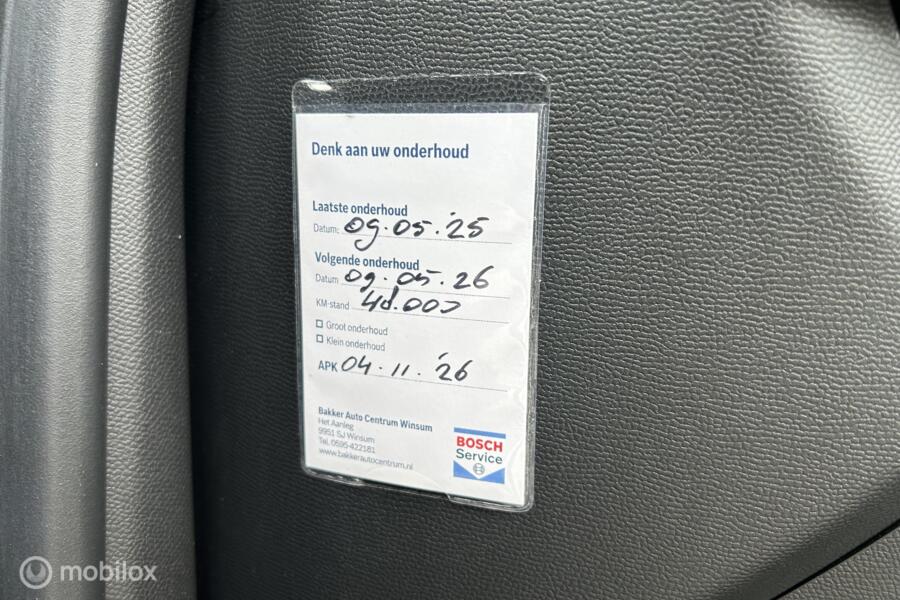 Denk aan uw onderhoud
Laatste onderhoud
Datum: 09.05.'25
Volgende onderhoud
Datum 09.05.26
KM-stand
Groot onderhoud
Klein onderhoud
APK 04.11.'26
Bakker Auto Centrum Winsum
Het Aanleg
9951 SJ Winsum
Tel. 0595-422181
www.bakkerautocentrum.nl
BOSCH
Service
mobilox